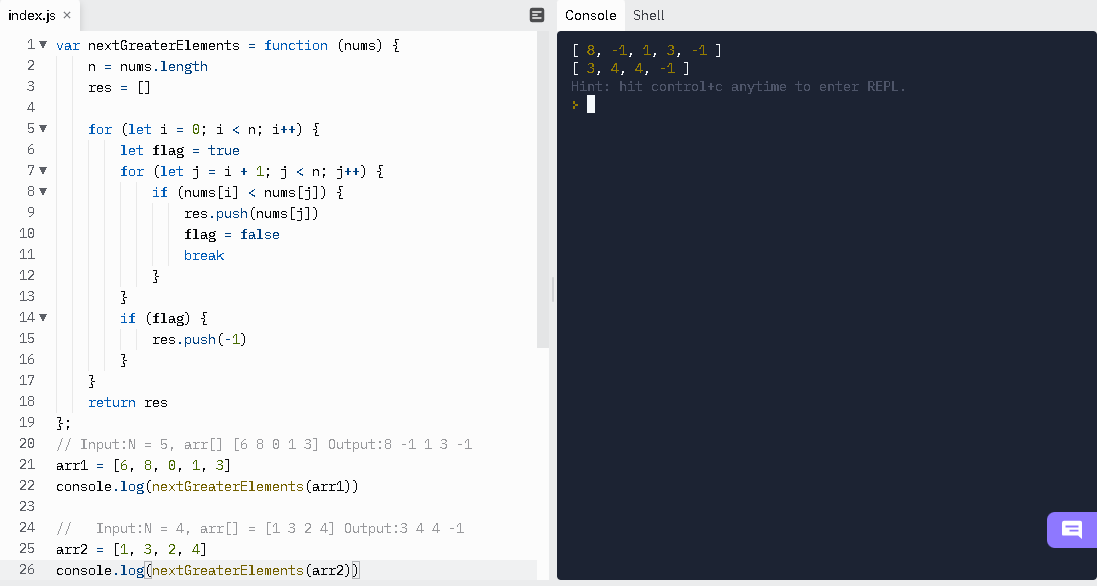 index.js ×
1 var nextGreaterElements = function (nums) {
2 n = nums.length
3 res = []
4
5 for (let i = 0; i < n; i++) {
6 let flag = true
7 for (let j = i + 1; j < n; j++) {
8 if (nums[i] < nums[j]) {
9 res.push(nums[j])
10 flag = false
11 break
12 }
13 }
14 if (flag) {
15 res.push(-1)
16 }
17 }
18 return res
19 };
20 // Input:N = 5, arr[] [6 8 0 1 3] Output:8 -1 1 3 -1
21 arr1 = [6, 8, 0, 1, 3]
22 console.log(nextGreaterElements(arr1))
23
24 //   Input:N = 4, arr[] = [1 3 2 4] Output:3 4 4 -1
25 arr2 = [1, 3, 2, 4]
26 console.log(nextGreaterElements(arr2))
Console Shell
[ 8, -1, 1, 3, -1 ]
[ 3, 4, 4, -1 ]
Hint: hit control+c anytime to enter REPL.
>